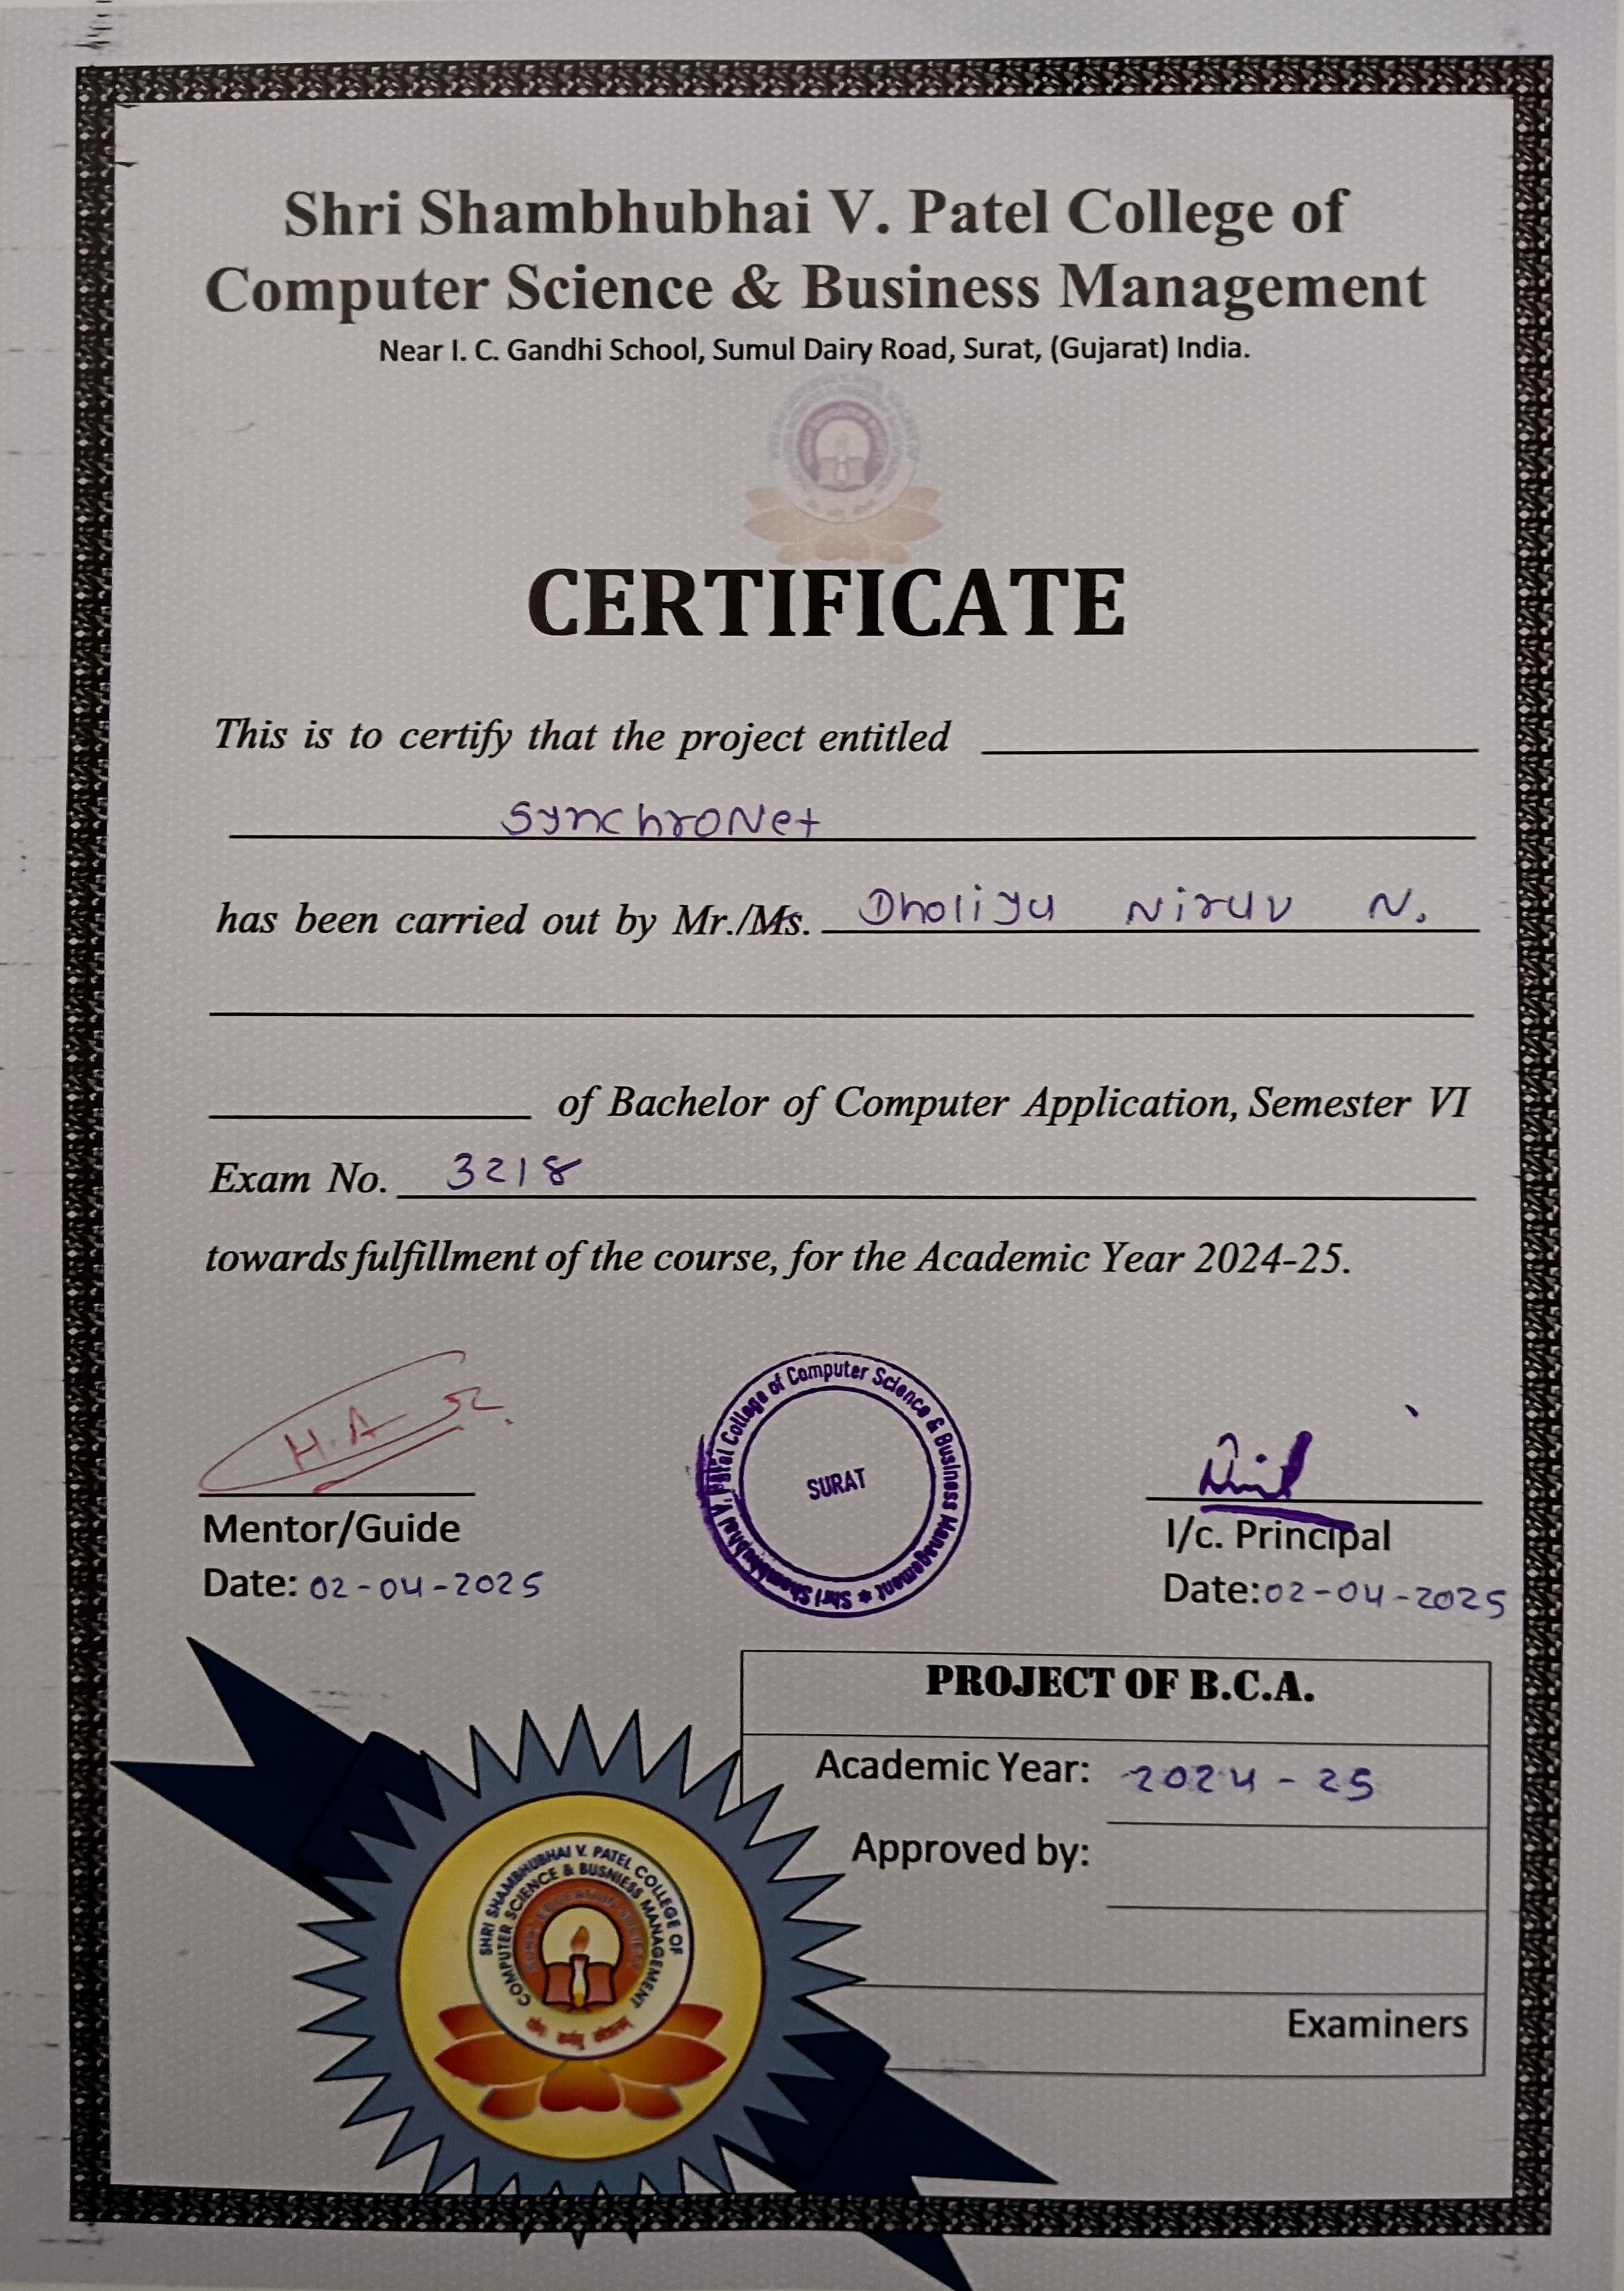 Shri Shambhubhai V. Patel College of
Computer Science & Business Management
Near I. C. Gandhi School, Sumul Dairy Road, Surat, (Gujarat) India.
CERTIFICATE
This is to certify that the project entitled
SynchroNet
has been carried out by Mr./Ms. Dholiya Nirav N.
of Bachelor of Computer Application, Semester VI
Exam No. 3218
towards fulfillment of the course, for the Academic Year 2024-25.
H.A
Shri Shambhubhai V. Patel College of Computer Science & Business Management *
SURAT
Mentor/Guide
Date: 02-04-2025
I/c. Principal
Date: 02-04-2025
PROJECT OF B.C.A.
Academic Year: 2024-25
Approved by:
Examiners
SHRI SHAMBHUBHAI V. PATEL COLLEGE OF
COMPUTER SCIENCE & BUSNIESS MANAGEMENT